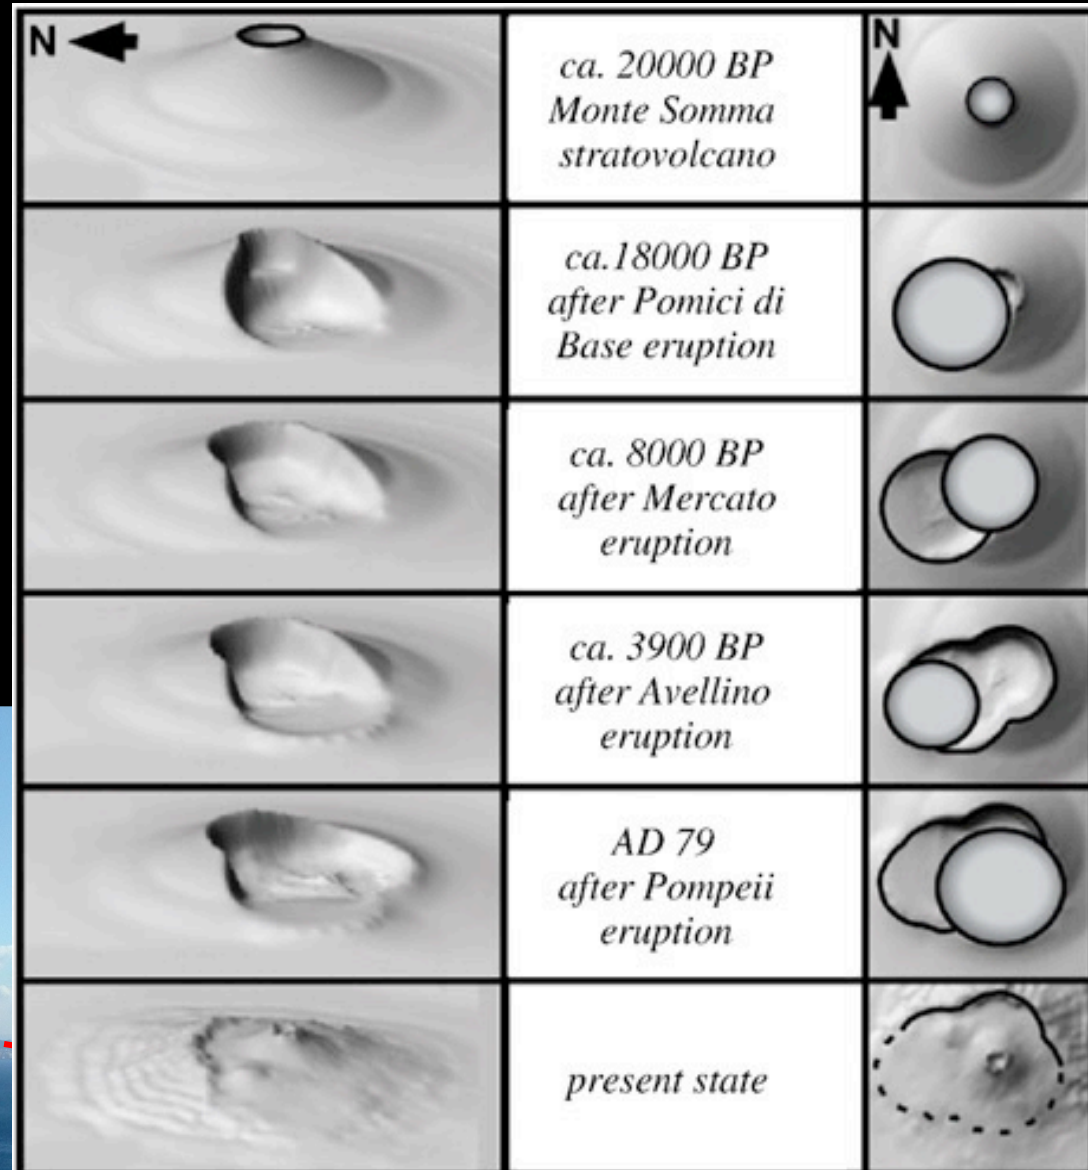 N
ca. 20000 BP
Monte Somma
stratovolcano
N
ca.18000 BP
after Pomici di
Base eruption
ca. 8000 BP
after Mercato
eruption
ca. 3900 BP
after Avellino
eruption
AD 79
after Pompeii
eruption
present state